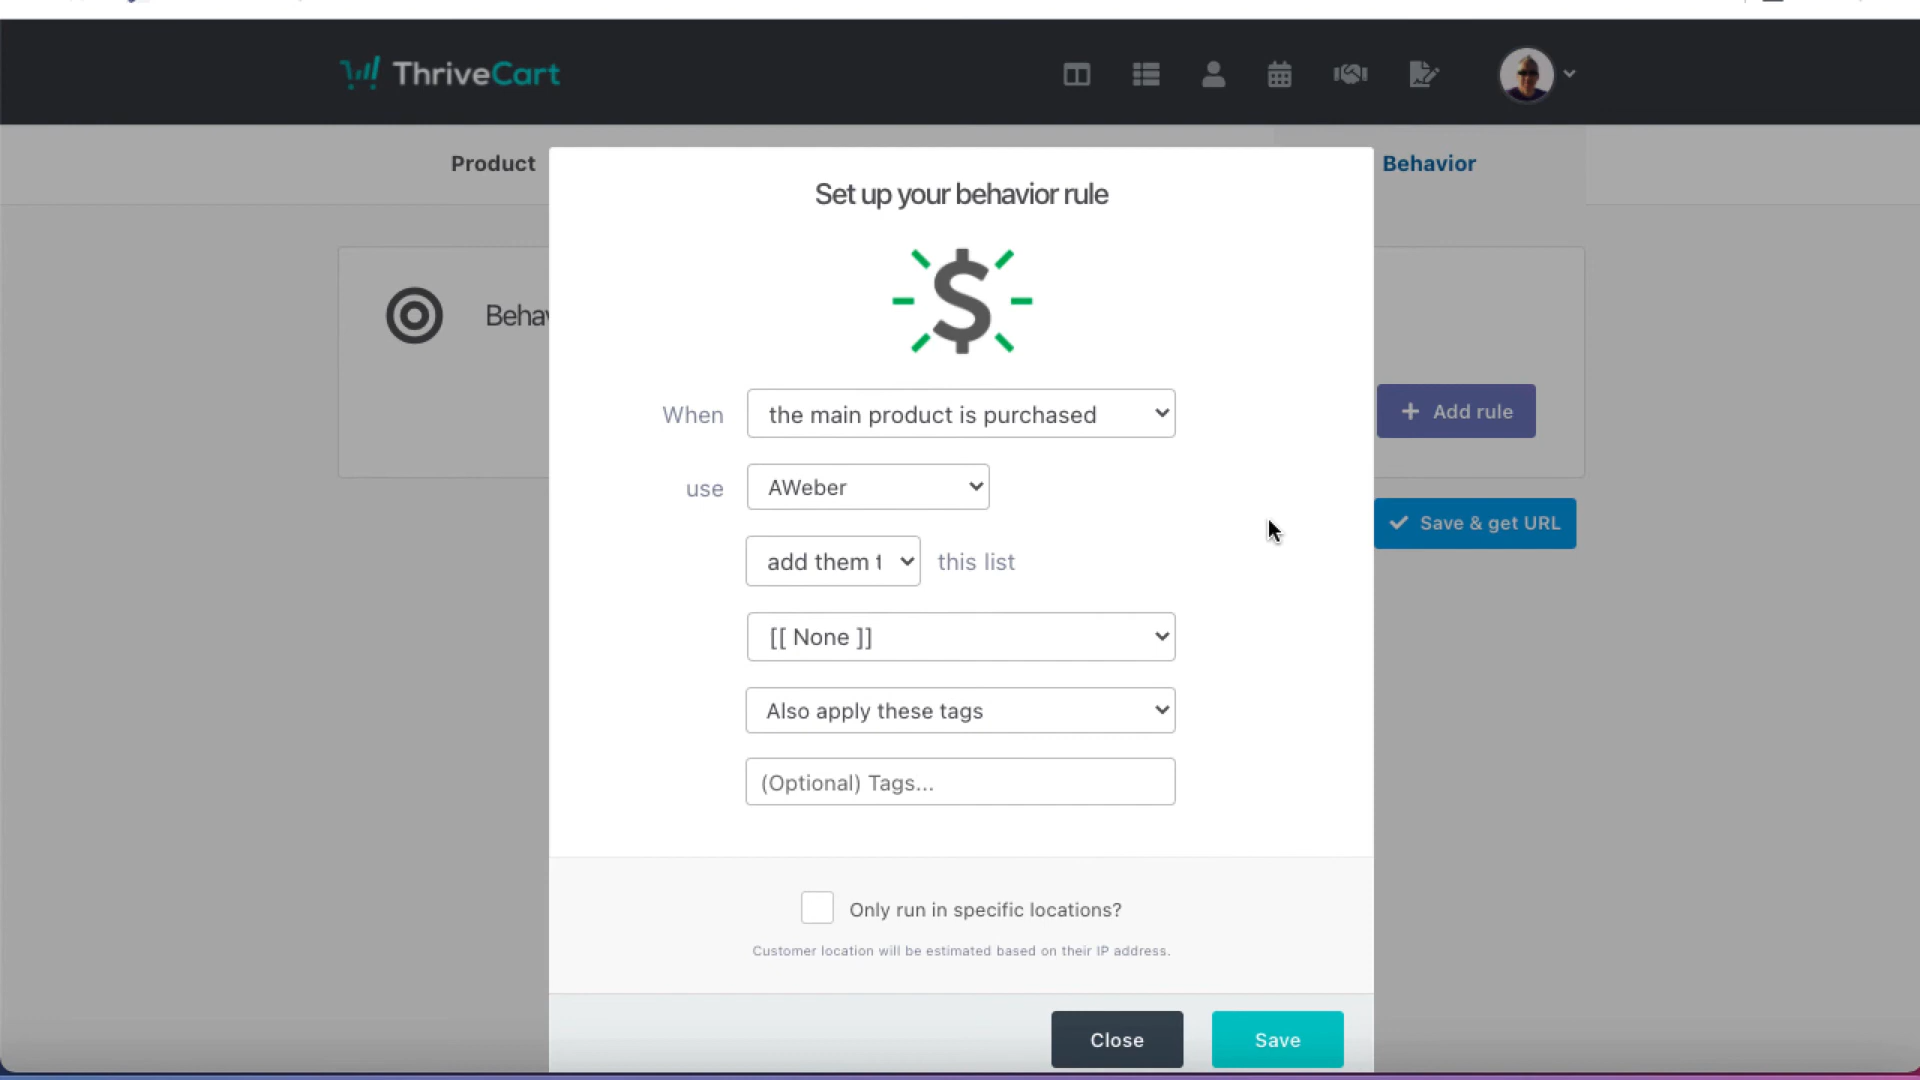 ThriveCart
Product
Behavior
Set up your behavior rule
Behav
When
the main product is purchased
+ Add rule
use
AWeber
Save & get URL
add them t
this list
[[ None ]]
Also apply these tags
(Optional) Tags...
Only run in specific locations?
Customer location will be estimated based on their IP address.
Close
Save